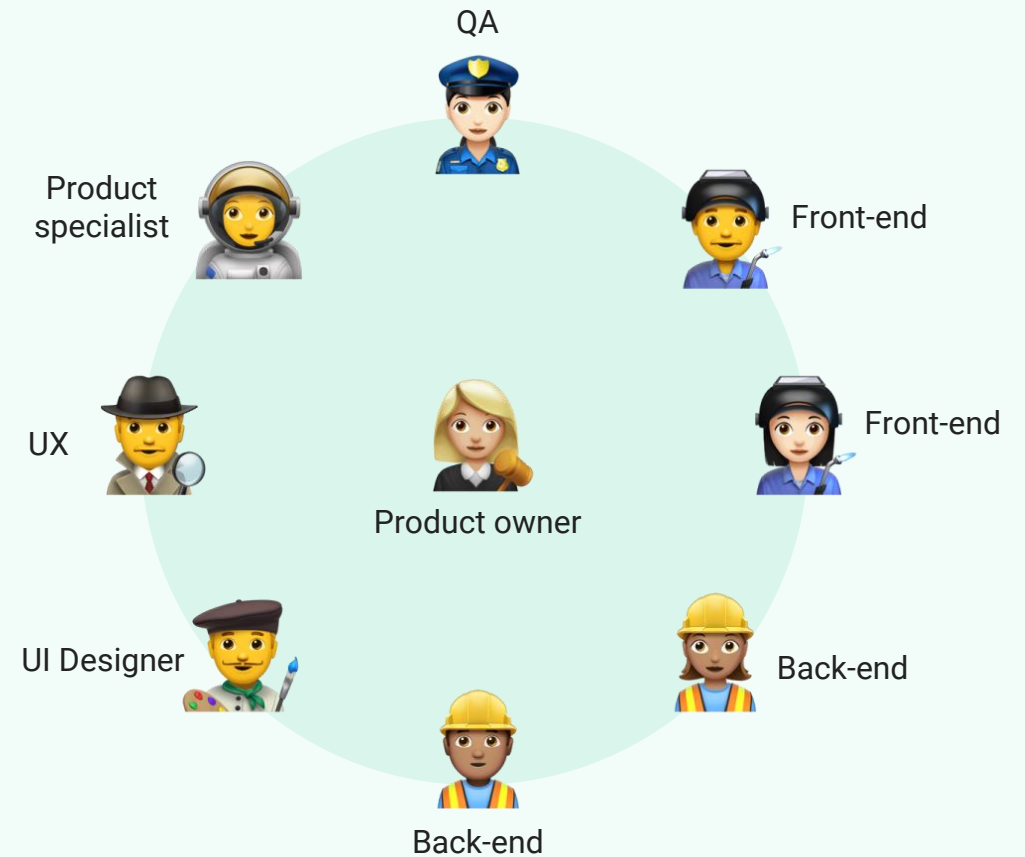 QA
Product
specialist
Front-end
UX
Front-end
Product owner
UI Designer
Back-end
Back-end